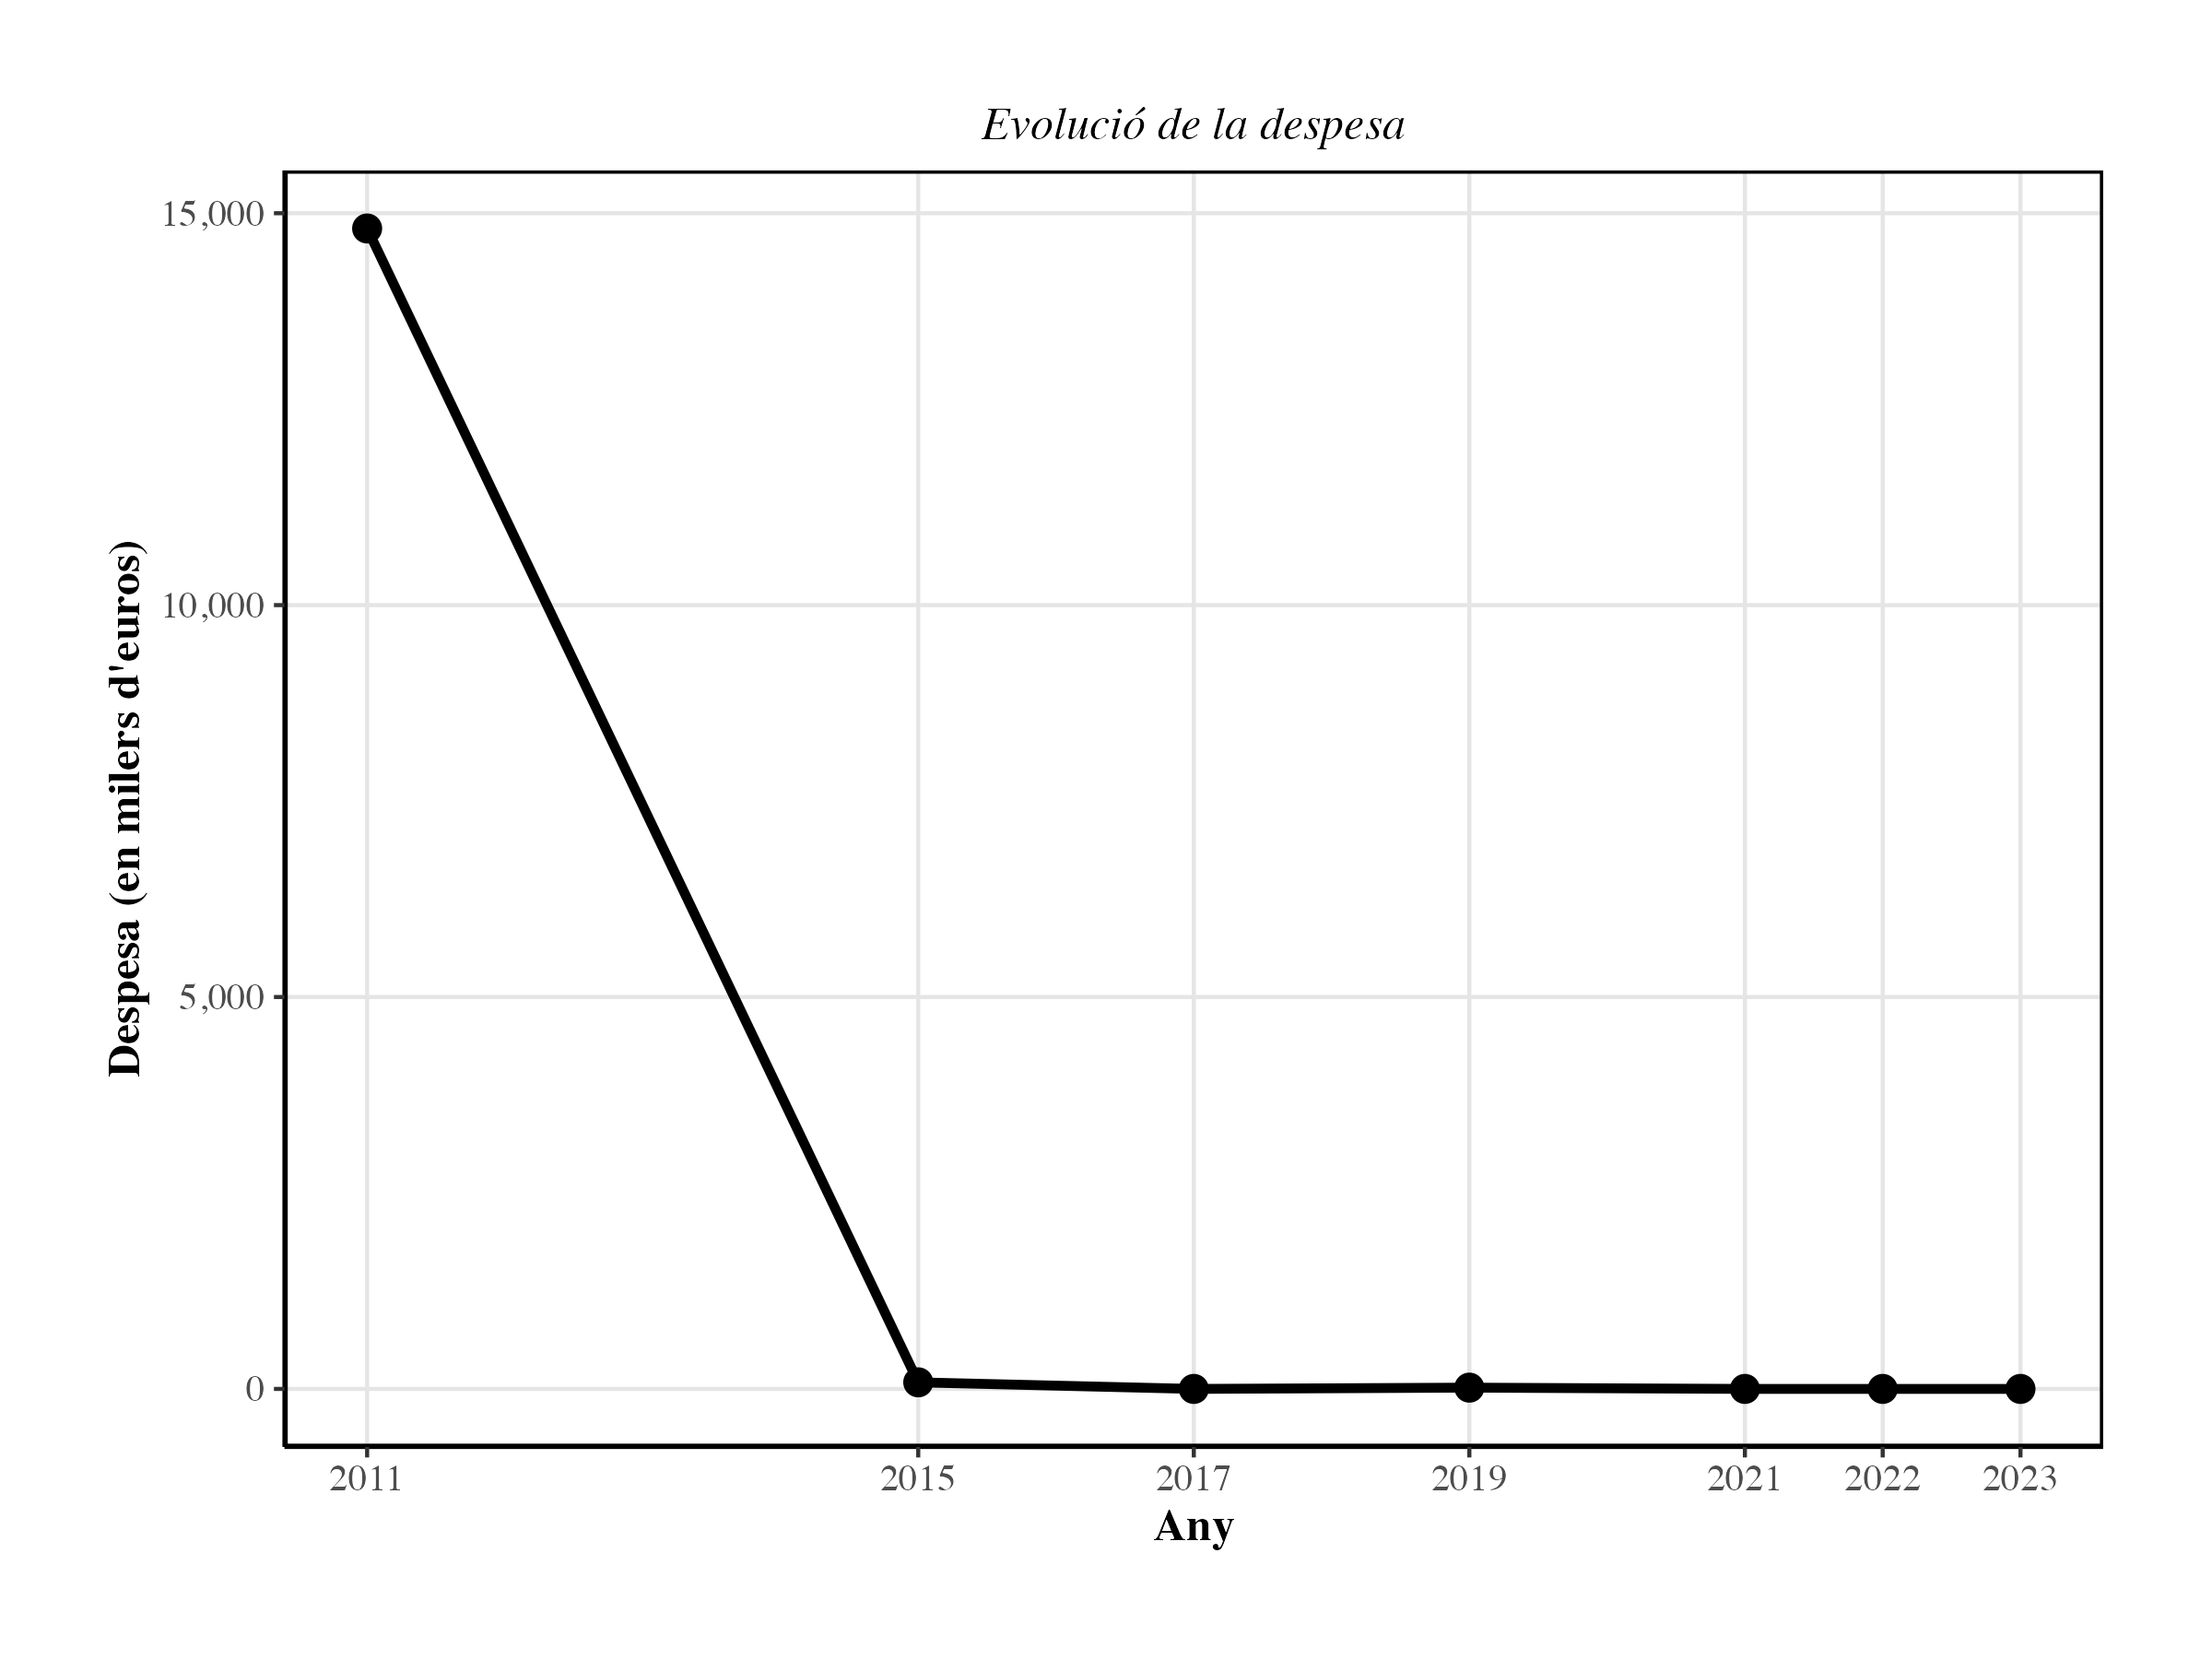 Evolució de la despesa
Despesa (en milers d'euros)
15,000
10,000
5,000
0
2011 2015 2017 2019 2021 2022 2023
Any